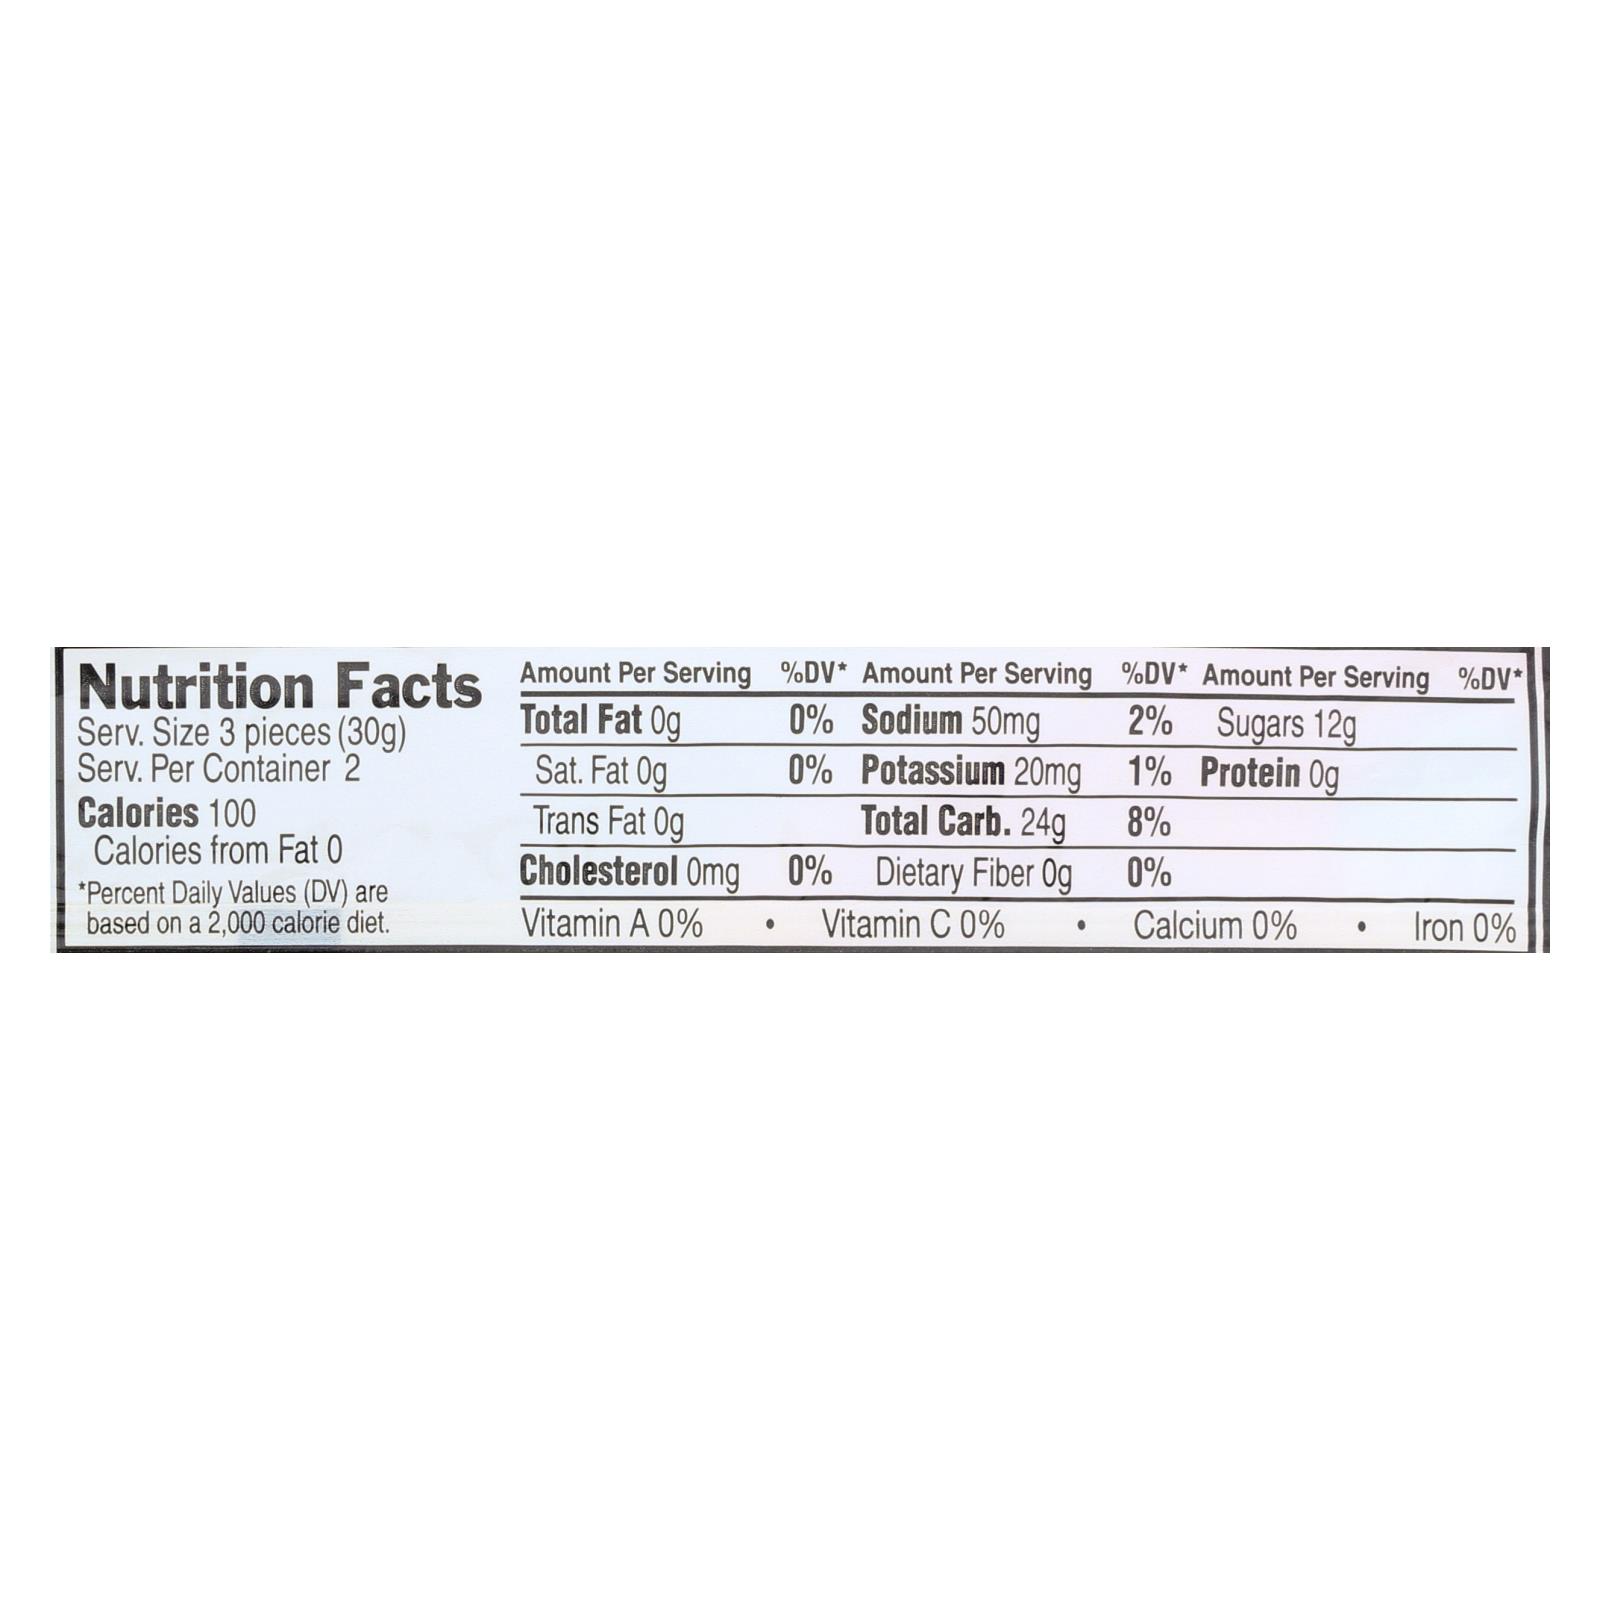 Nutrition Facts
Serv. Size 3 pieces (30g)
Serv. Per Container 2
Calories 100
Calories from Fat 0
*Percent Daily Values (DV) are
based on a 2,000 calorie diet.
Amount Per Serving %DV* Amount Per Serving %DV* Amount Per Serving %DV*
Total Fat 0g 0% Sodium 50mg 2% Sugars 12g
Sat. Fat 0g 0% Potassium 20mg 1% Protein 0g
Trans Fat 0g Total Carb. 24g 8%
Cholesterol 0mg 0% Dietary Fiber 0g 0%
Vitamin A 0% • Vitamin C 0% • Calcium 0% • Iron 0%